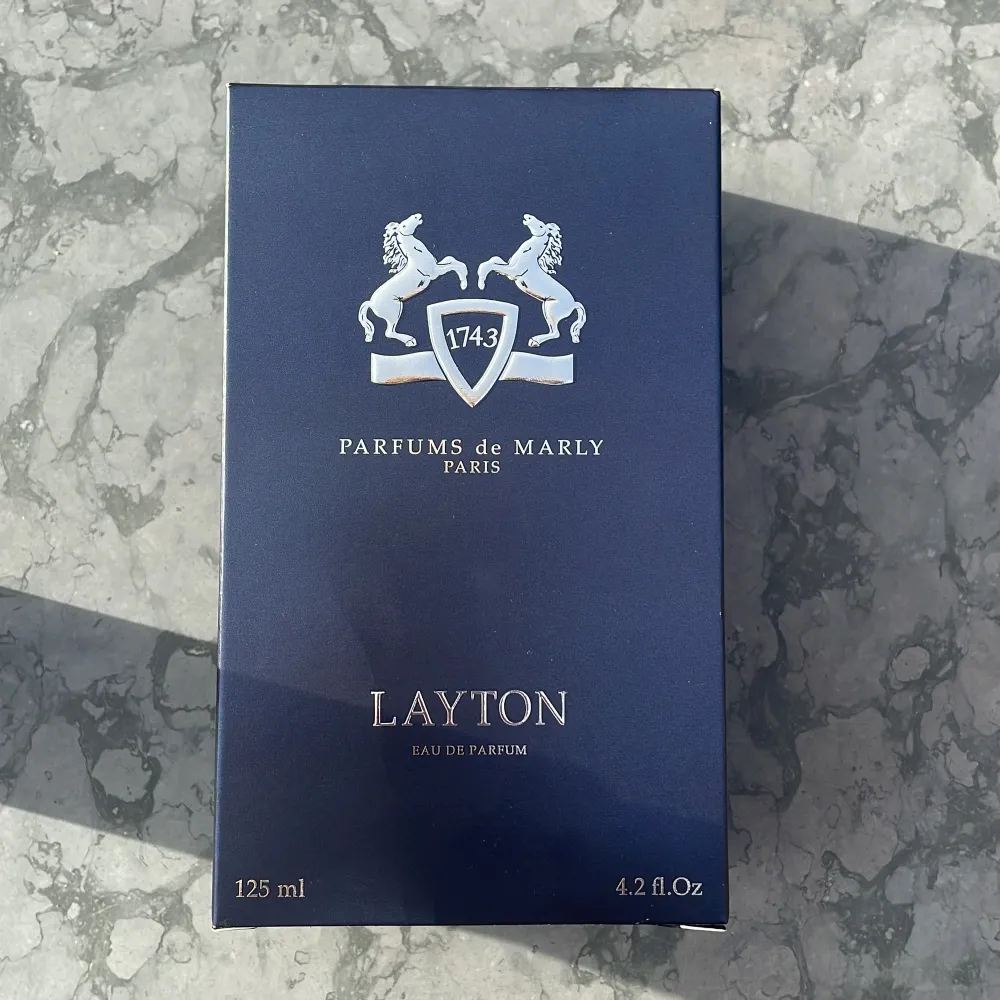 1743
PARFUMS de MARLY
PARIS
LAYTON
EAU DE PARFUM
125 ml
4.2 fl.Oz